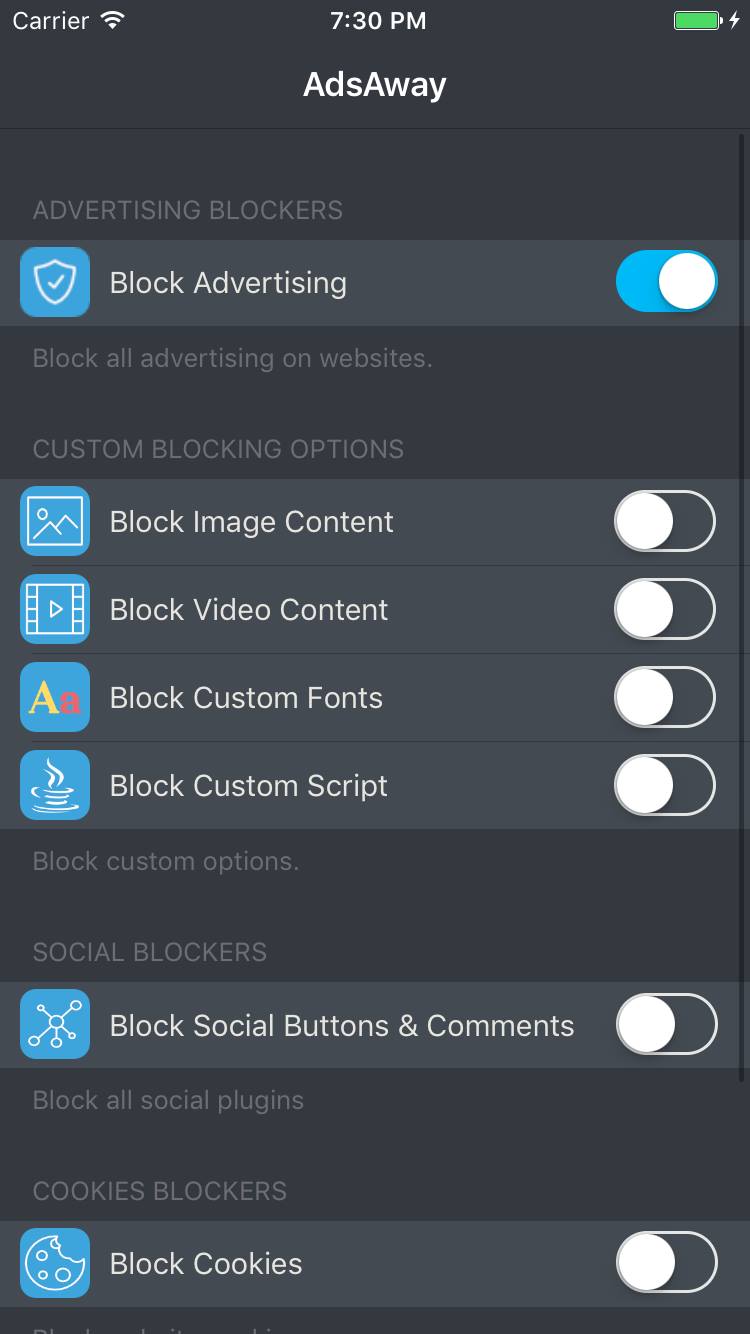 Carrier 7:30 PM
AdsAway
ADVERTISING BLOCKERS
Block Advertising
Block all advertising on websites.
CUSTOM BLOCKING OPTIONS
Block Image Content
Block Video Content
Aa Block Custom Fonts
Block Custom Script
Block custom options.
SOCIAL BLOCKERS
Block Social Buttons & Comments
Block all social plugins
COOKIES BLOCKERS
Block Cookies